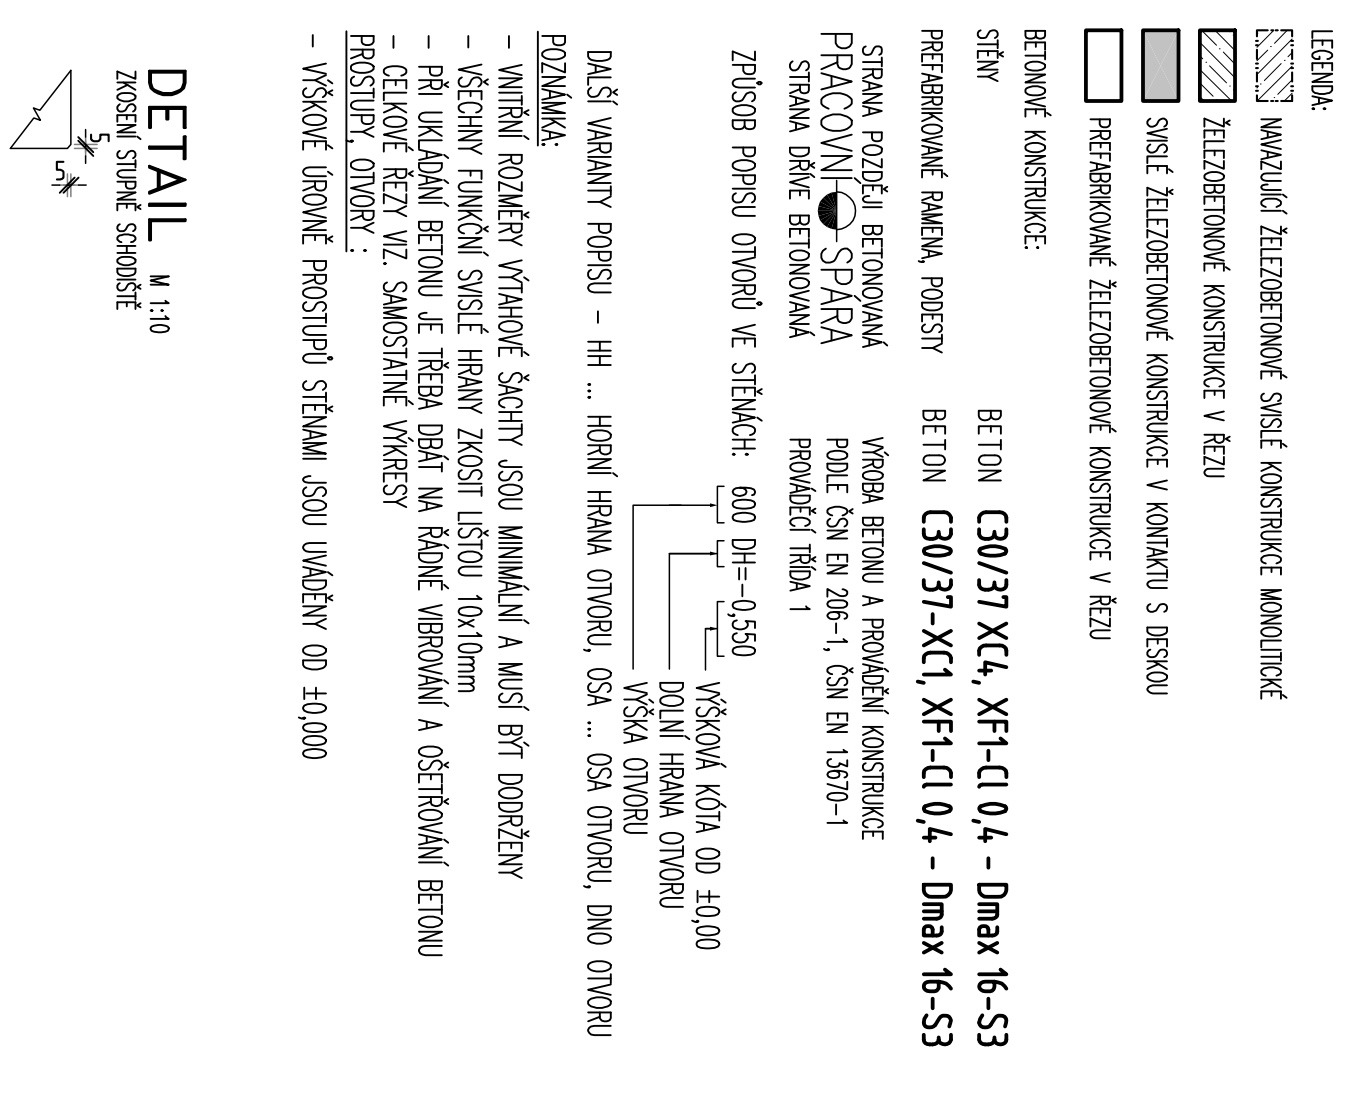 LEGENDA:
NAVAZUJÍCÍ ŽELEZOBETONOVÉ SVISLÉ KONSTRUKCE MONOLITICKÉ
ŽELEZOBETONOVÉ KONSTRUKCE V ŘEZU
SVISLÉ ŽELEZOBETONOVÉ KONSTRUKCE V KONTAKTU S DESKOU
PREFABRIKOVANÉ ŽELEZOBETONOVÉ KONSTRUKCE V ŘEZU
BETONOVÉ KONSTRUKCE:
STĚNY BETON C30/37 XC4, XF1-Cl 0,4 - Dmax 16-S3
PREFABRIKOVANÉ RAMENA, PODESTY BETON C30/37-XC1, XF1-Cl 0,4 - Dmax 16-S3
STRANA POZDĚJI BETONOVANÁ
PRACOVNÍ SPÁRA
STRANA DŘÍVE BETONOVANÁ
VÝROBA BETONU A PROVÁDĚNÍ KONSTRUKCE
PODLE ČSN EN 206-1, ČSN EN 13670-1
PROVÁDĚCÍ TŘÍDA 1
ZPŮSOB POPISU OTVORŮ VE STĚNÁCH: 600 DH=-0,550
VÝŠKOVÁ KÓTA OD ±0,00
DOLNÍ HRANA OTVORU
VÝŠKA OTVORU
DALŠÍ VARIANTY POPISU - HH ... HORNÍ HRANA OTVORU, OSA ... OSA OTVORU, DNO OTVORU
POZNÁMKA:
- VNITŘNÍ ROZMĚRY VÝTAHOVÉ ŠACHTY JSOU MINIMÁLNÍ A MUSÍ BÝT DODRŽENY
- VŠECHNY FUNKČNÍ SVISLÉ HRANY ZKOSIT LIŠTOU 10x10mm
- PŘI UKLÁDÁNÍ BETONU JE TŘEBA DBÁT NA ŘÁDNÉ VIBROVÁNÍ A OŠETŘOVÁNÍ BETONU
- CELKOVÉ ŘEZY VIZ. SAMOSTATNÉ VÝKRESY
PROSTUPY, OTVORY :
- VÝŠKOVÉ ÚROVNĚ PROSTUPŮ STĚNAMI JSOU UVÁDĚNY OD ±0,000
DETAIL M 1:10
ZKOSENÍ STUPNĚ SCHODIŠTĚ
5
5